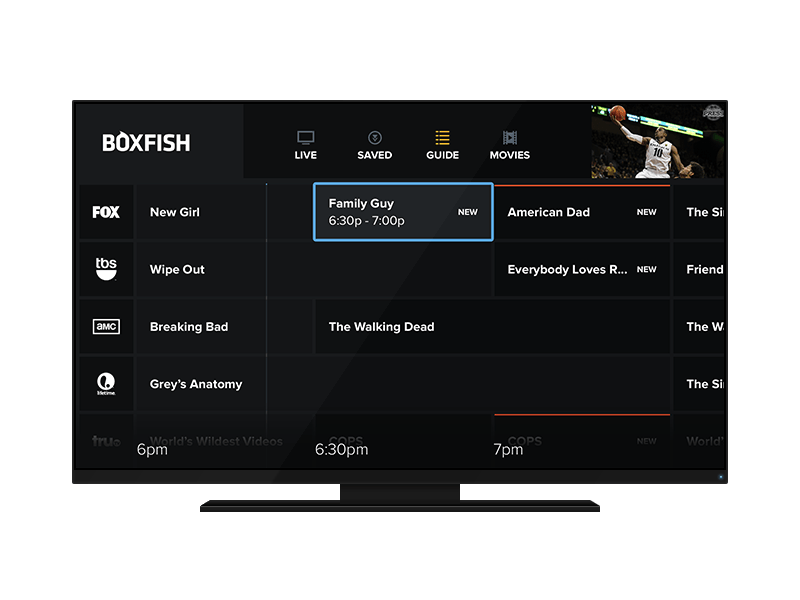 BOXFISH
LIVE
SAVED
GUIDE
MOVIES
10
PRESS
FOX
New Girl
Family Guy
6:30p - 7:00p
NEW
American Dad
NEW
The Si
tbs
Wipe Out
Everybody Loves R...
NEW
Friend
aMC
Breaking Bad
The Walking Dead
The W
lifetime.
Grey's Anatomy
The Si
tru
World's Wildest Videos
COPS
COPS
NEW
World'
6pm
6:30pm
7pm